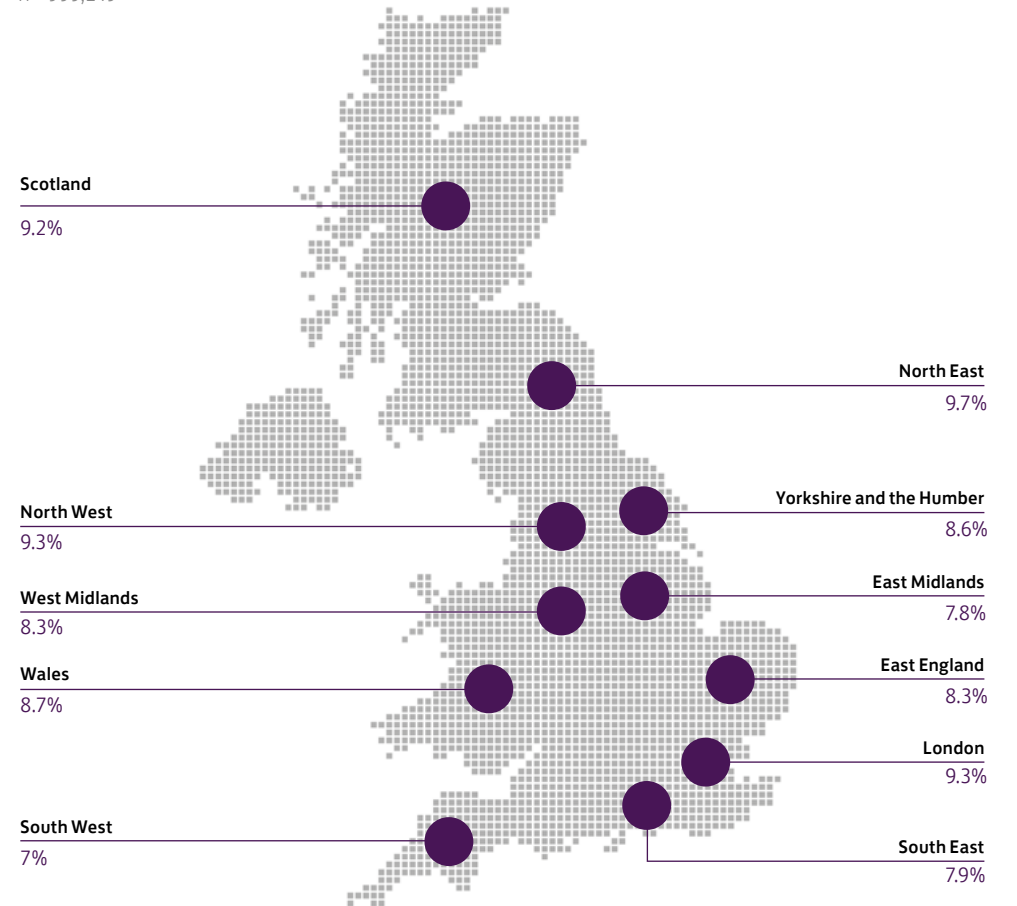 Scotland
9.2%
North East
9.7%
North West
9.3%
Yorkshire and the Humber
8.6%
West Midlands
8.3%
East Midlands
7.8%
Wales
8.7%
East England
8.3%
London
9.3%
South West
7%
South East
7.9%